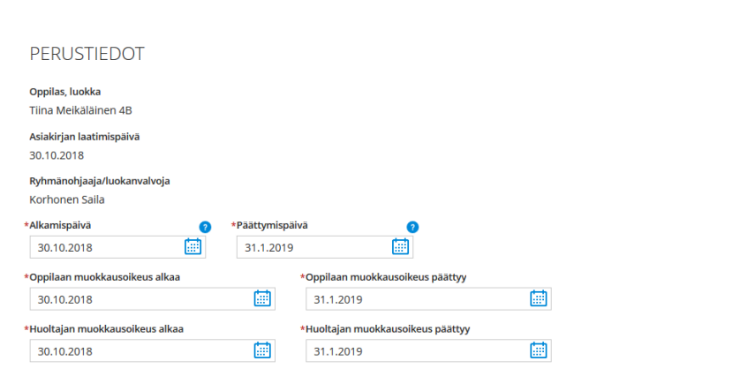 PERUSTIEDOT
Oppilas, luokka
Tiina Meikäläinen 4B
Asiakirjan laatimispäivä
30.10.2018
Ryhmänohjaaja/luokanvalvoja
Korhonen Saila
*Alkamispäivä ? *Päättymispäivä ?
30.10.2018 31.1.2019
*Oppilaan muokkausoikeus alkaa *Oppilaan muokkausoikeus päättyy
30.10.2018 31.1.2019
*Huoltajan muokkausoikeus alkaa *Huoltajan muokkausoikeus päättyy
30.10.2018 31.1.2019